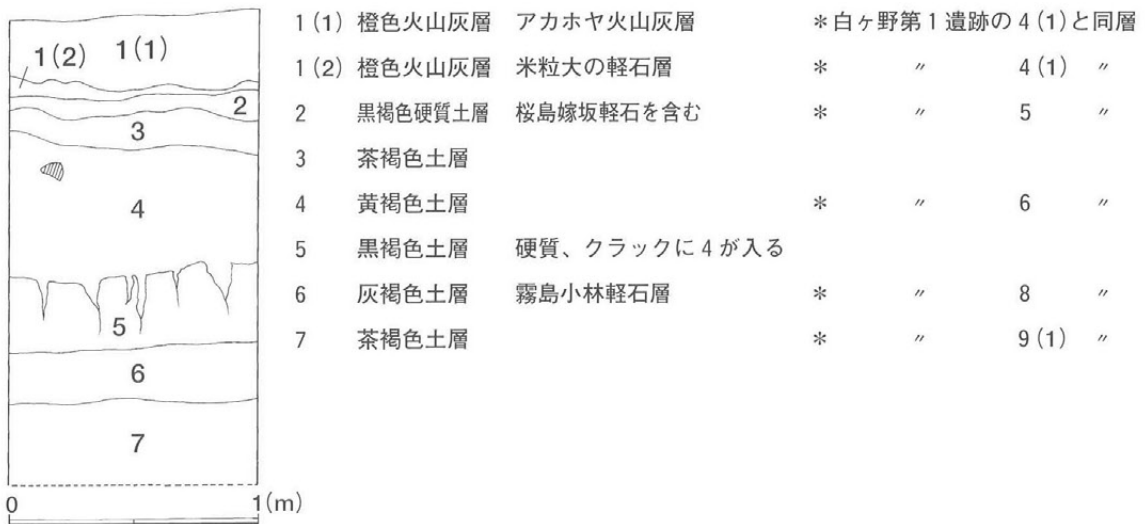 1(1) 橙色火山灰層 アカホヤ火山灰層 *白ヶ野第1遺跡の4(1)と同層
1(2) 橙色火山灰層 米粒大の軽石層 * 〃 4(1) 〃
2 黒褐色硬質土層 桜島嫁坂軽石を含む * 〃 5 〃
3 茶褐色土層
4 黄褐色土層 * 〃 6 〃
5 黒褐色土層 硬質、クラックに4が入る
6 灰褐色土層 霧島小林軽石層 * 〃 8 〃
7 茶褐色土層 * 〃 9(1) 〃
1(2) 1(1)
2
3
4
5
6
7
0 1(m)